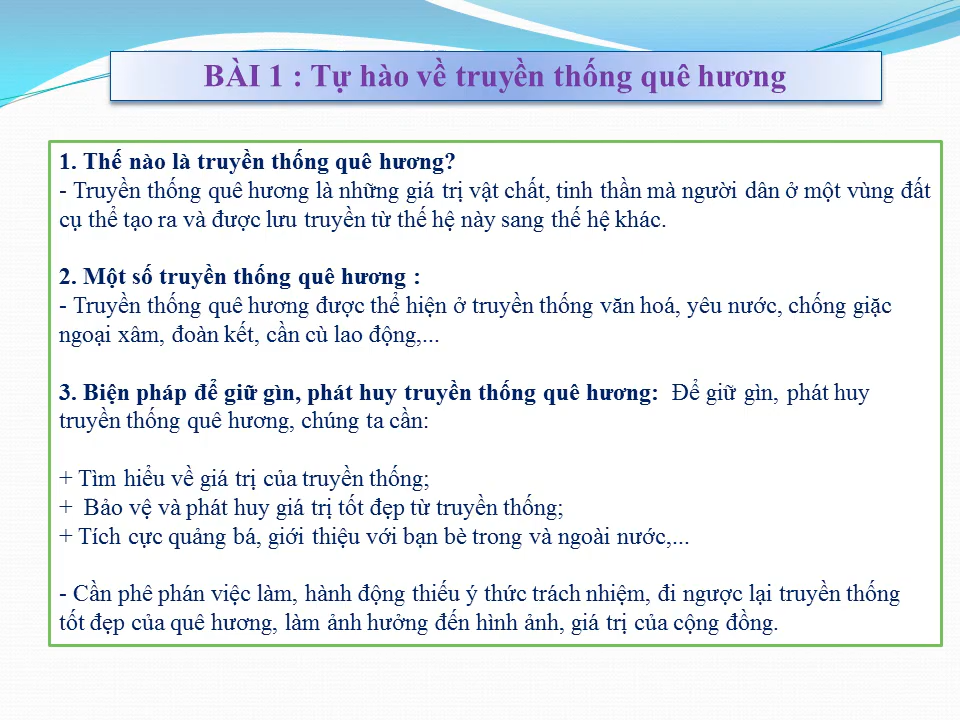 BÀI 1 : Tự hào về truyền thống quê hương
1. Thế nào là truyền thống quê hương?
- Truyền thống quê hương là những giá trị vật chất, tinh thần mà người dân ở một vùng đất
cụ thể tạo ra và được lưu truyền từ thế hệ này sang thế hệ khác.
2. Một số truyền thống quê hương :
- Truyền thống quê hương được thể hiện ở truyền thống văn hoá, yêu nước, chống giặc
ngoại xâm, đoàn kết, cần cù lao động,...
3. Biện pháp để giữ gìn, phát huy truyền thống quê hương: Để giữ gìn, phát huy
truyền thống quê hương, chúng ta cần:
+ Tìm hiểu về giá trị của truyền thống;
+ Bảo vệ và phát huy giá trị tốt đẹp từ truyền thống;
+ Tích cực quảng bá, giới thiệu với bạn bè trong và ngoài nước,...
- Cần phê phán việc làm, hành động thiếu ý thức trách nhiệm, đi ngược lại truyền thống
tốt đẹp của quê hương, làm ảnh hưởng đến hình ảnh, giá trị của cộng đồng.